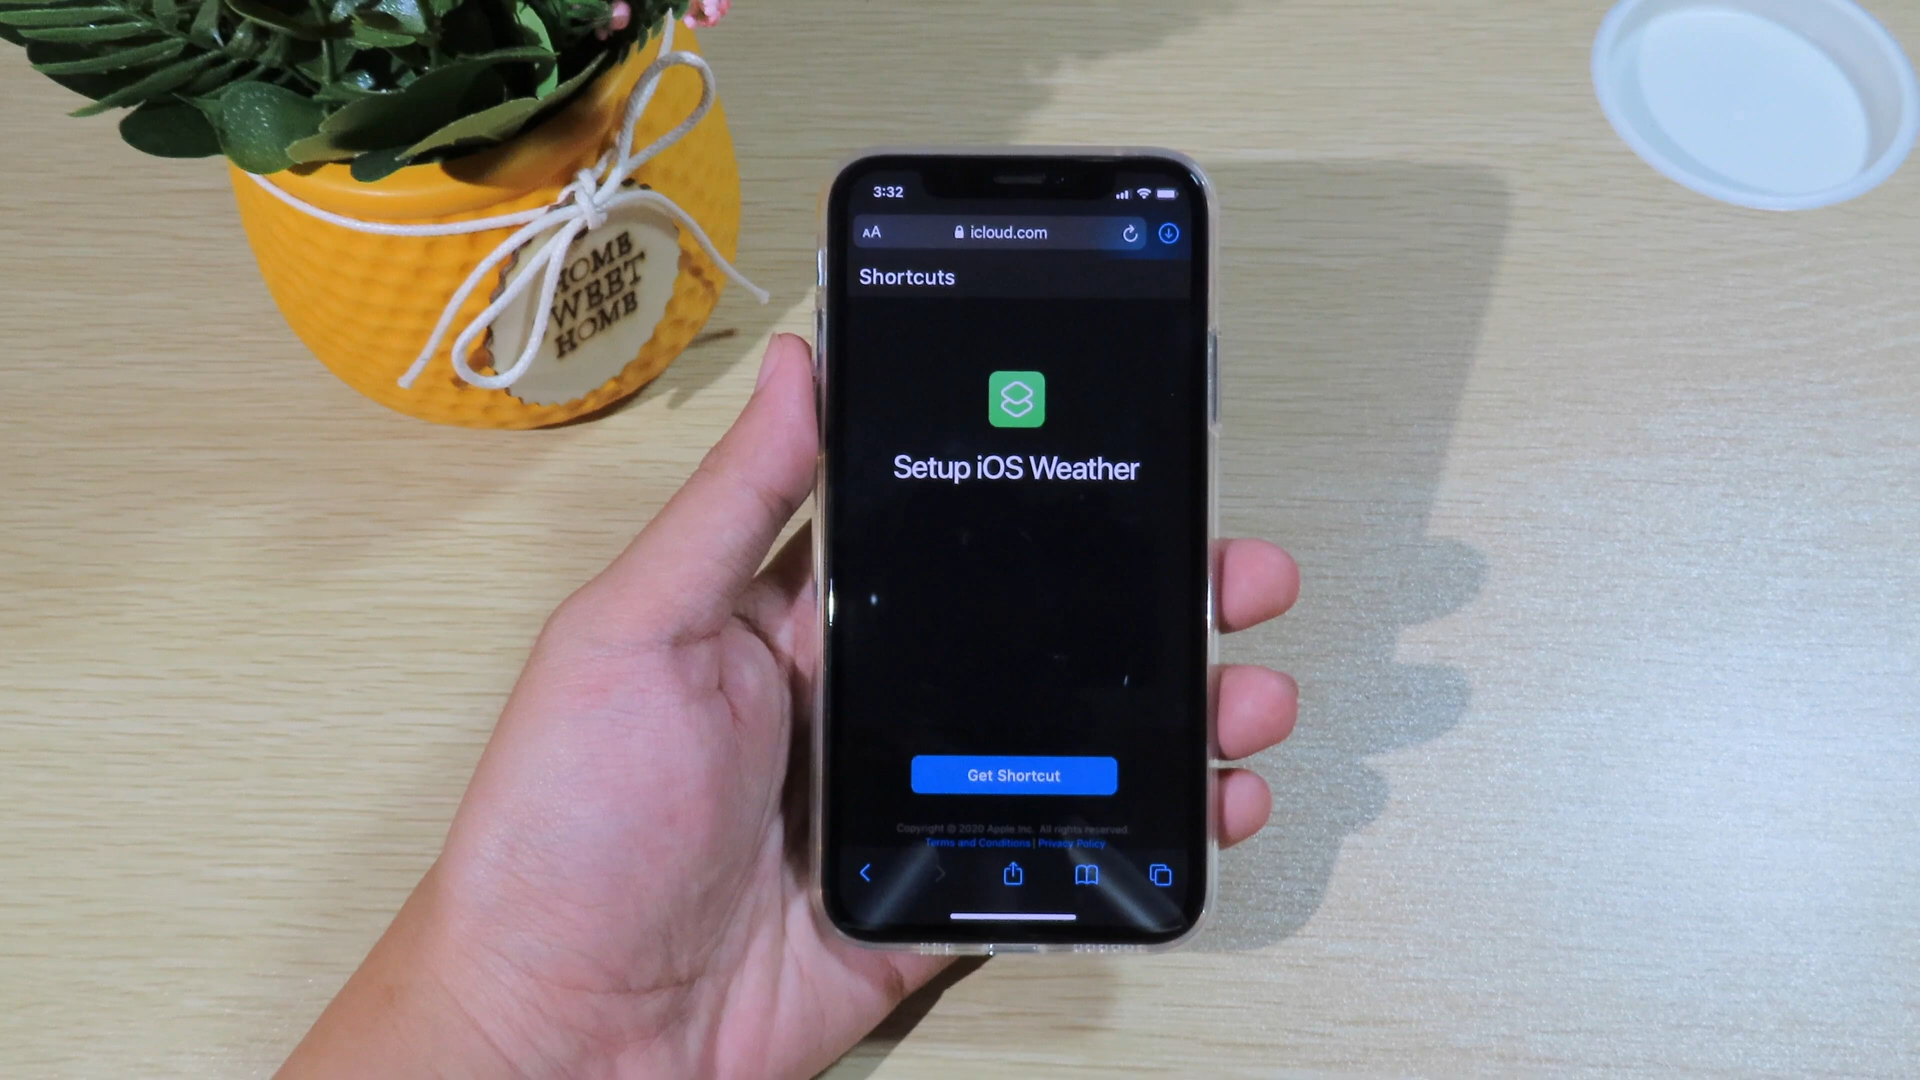 HOME
SWEET
HOME
3:32
AA icloud.com
Shortcuts
Setup iOS Weather
Get Shortcut
Copyright © 2020 Apple Inc. All rights reserved.
Terms and Conditions | Privacy Policy